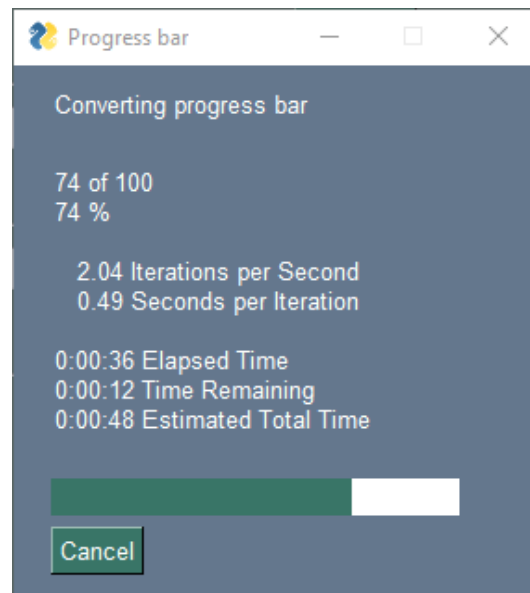 Progress bar
Converting progress bar
74 of 100
74 %
2.04 Iterations per Second
0.49 Seconds per Iteration
0:00:36 Elapsed Time
0:00:12 Time Remaining
0:00:48 Estimated Total Time
Cancel